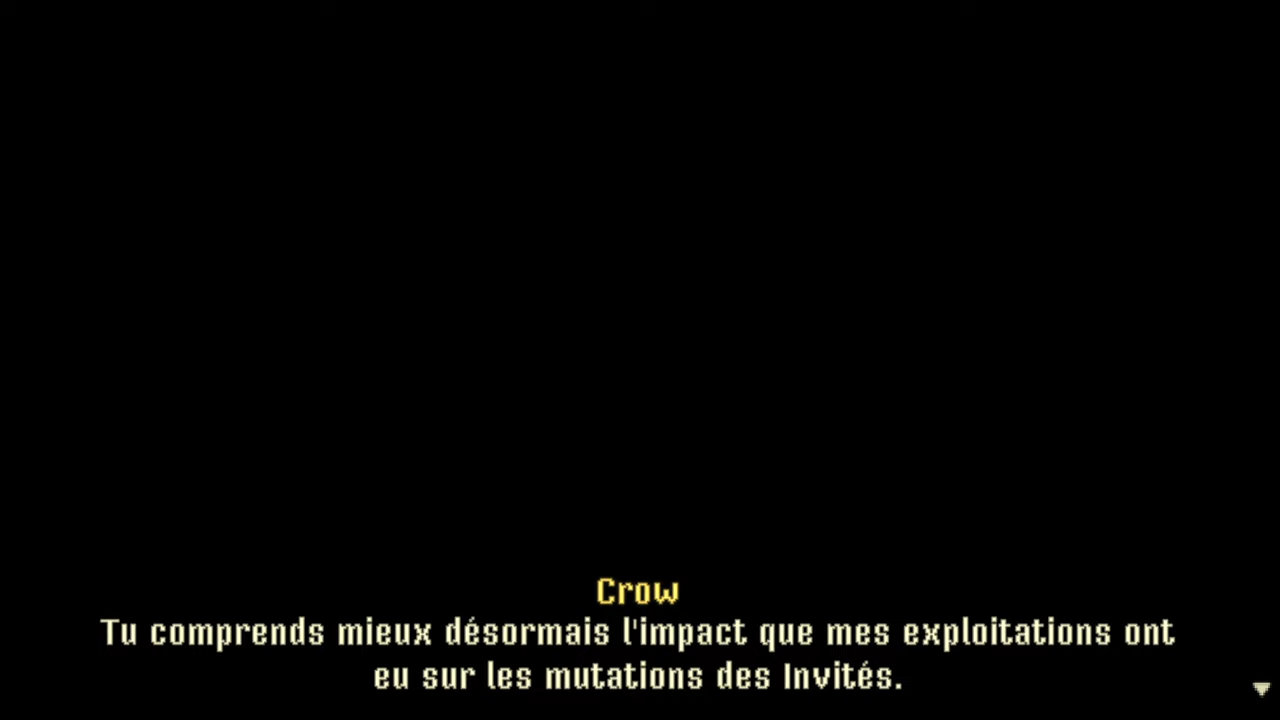 Crow
Tu comprends mieux désormais l'impact que mes exploitations ont
eu sur les mutations des Invités.